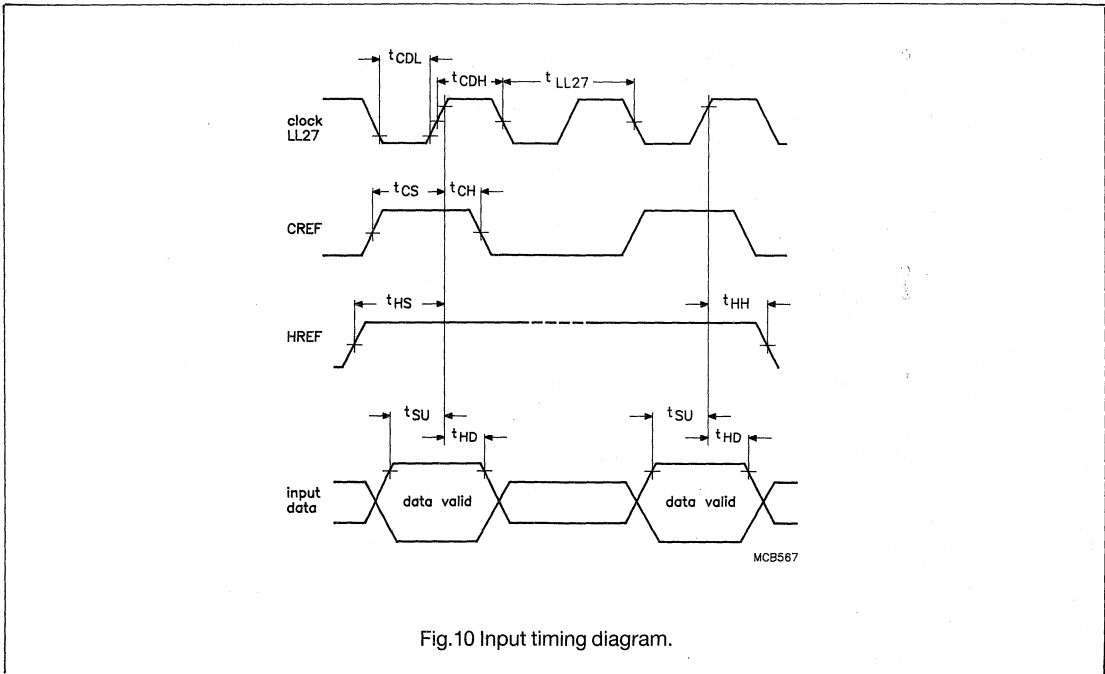 tCDL
tCDH
tLL27
clock
LL27
tCS
tCH
CREF
tHS
tHH
HREF
tSU
tSU
tHD
tHD
input
data
data valid
data valid
MCB567
Fig.10 Input timing diagram.